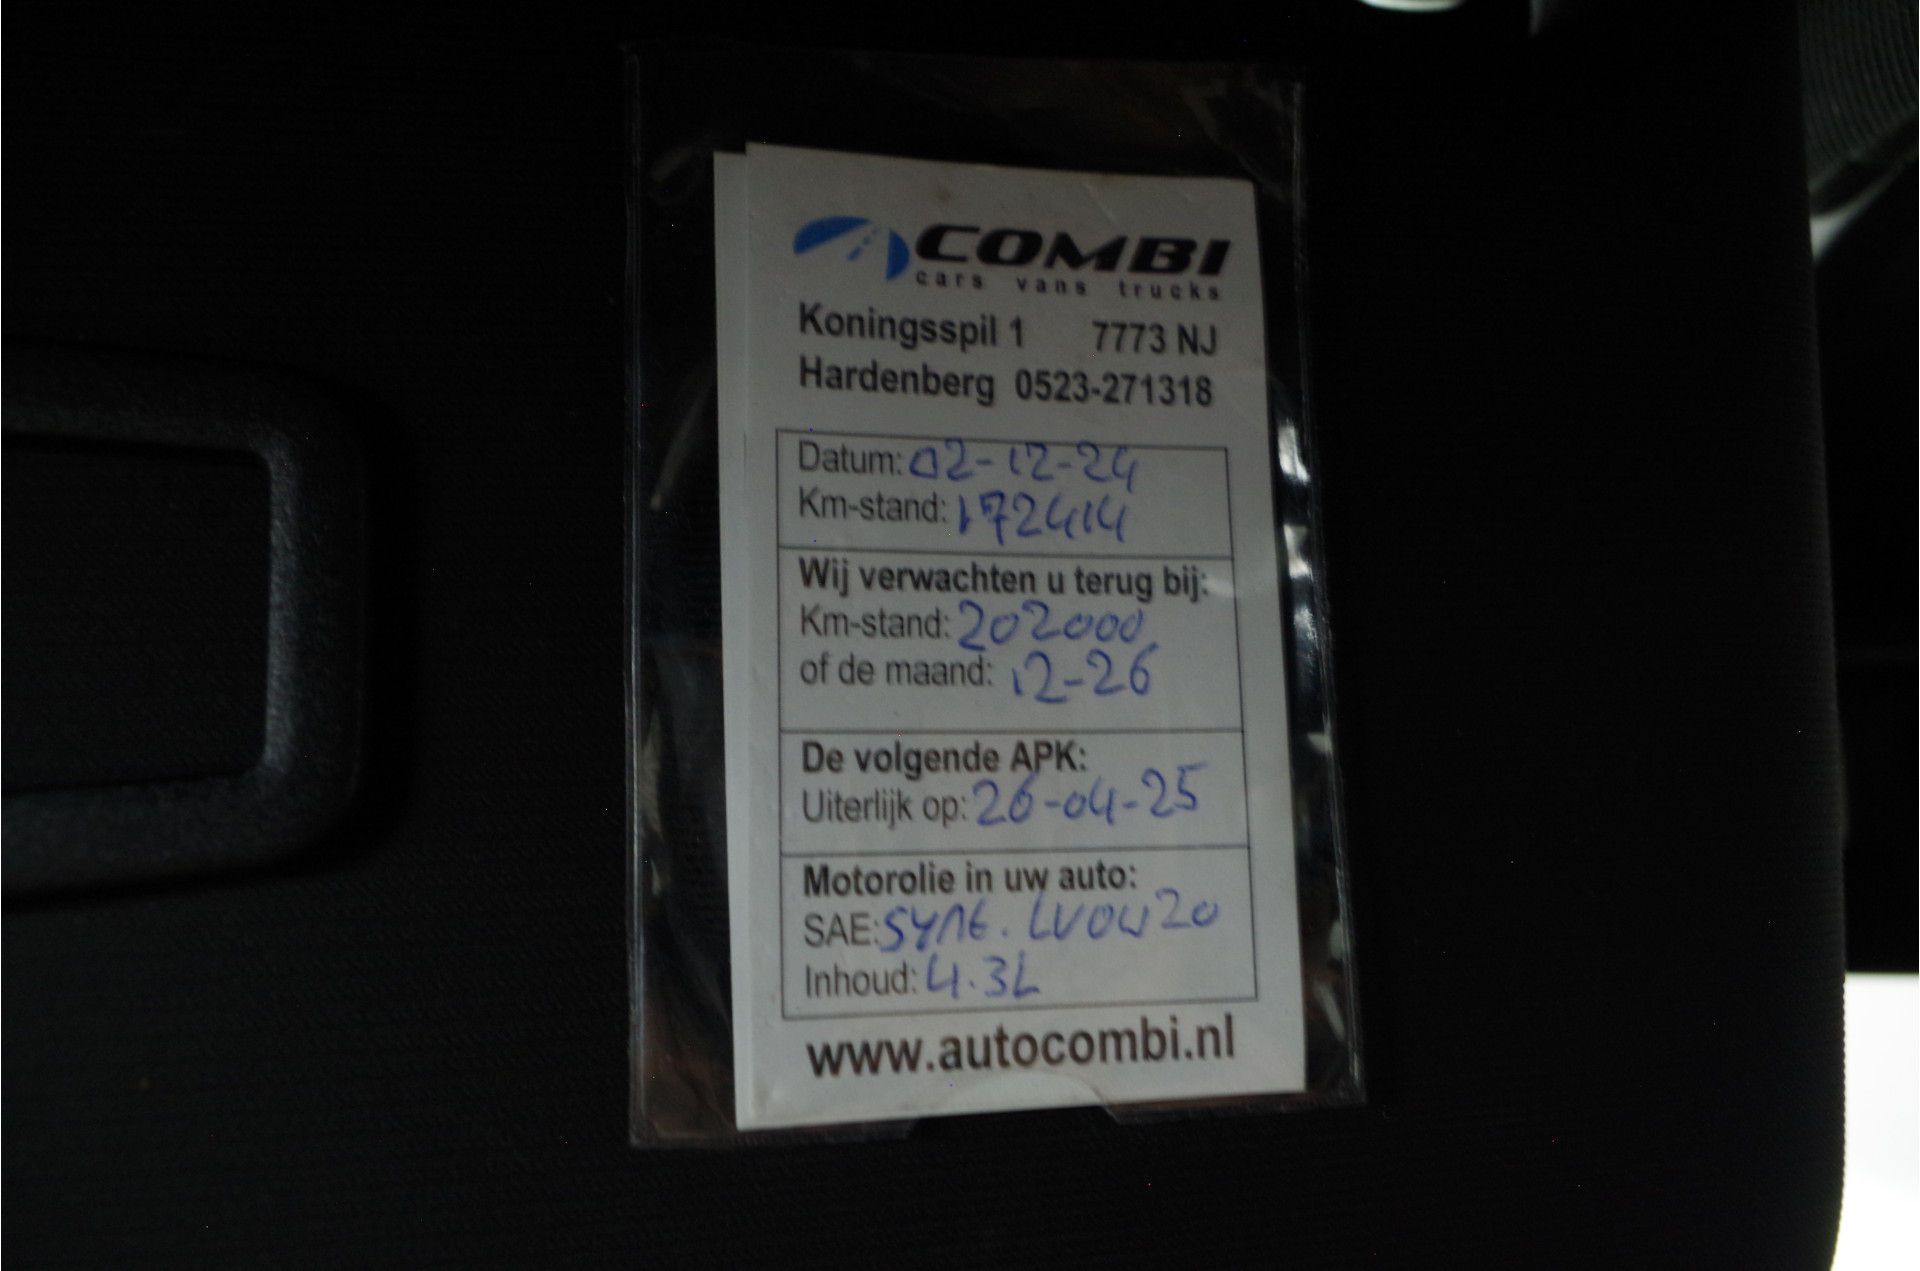 COMBI
cars vans trucks
Koningsspil 1 7773 NJ
Hardenberg 0523-271318
Datum: 02-12-24
Km-stand: 172414
Wij verwachten u terug bij:
Km-stand: 202000
of de maand: 12-26
De volgende APK:
Uiterlijk op: 26-04-25
Motorolie in uw auto:
SAE: 0W20
Inhoud: 4.3L
www.autocombi.nl